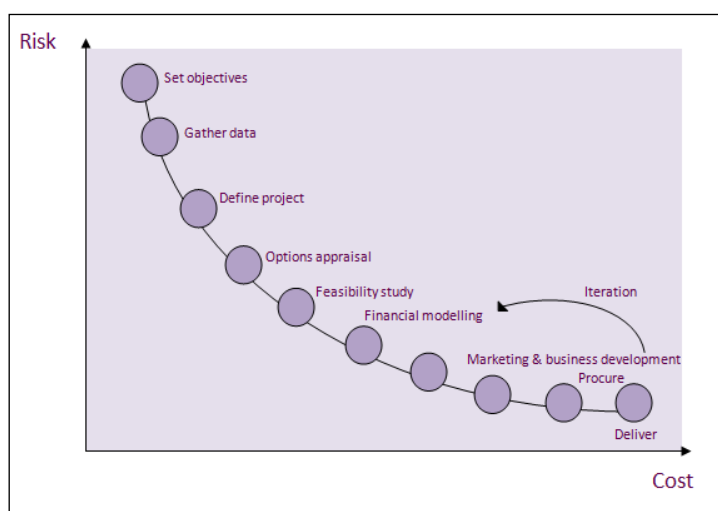 Risk
Set objectives
Gather data
Define project
Options appraisal
Feasibility study
Iteration
Financial modelling
Marketing & business development
Procure
Deliver
Cost